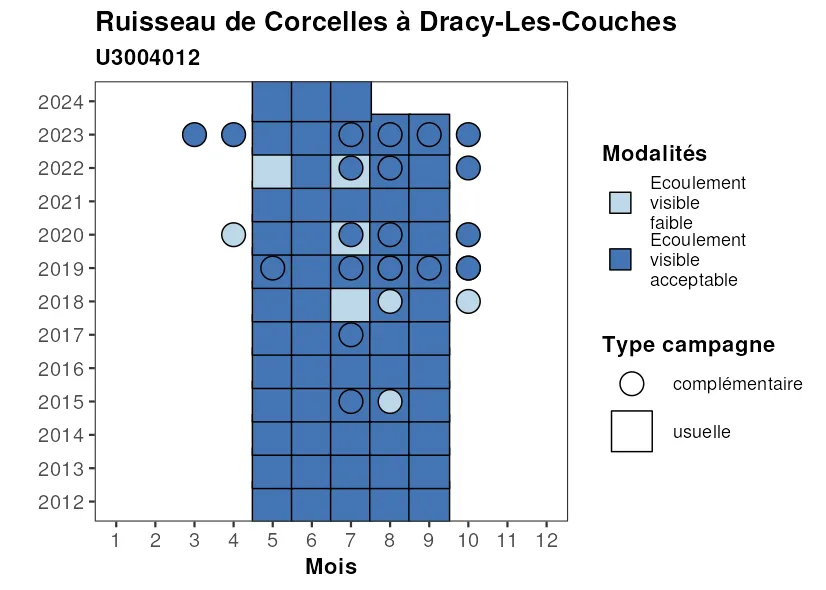 Ruisseau de Corcelles à Dracy-Les-Couches
U3004012
2024
2023
2022
2021
2020
2019
2018
2017
2016
2015
2014
2013
2012
1 2 3 4 5 6 7 8 9 10 11 12
Mois
Modalités
Ecoulement
visible
faible
Ecoulement
visible
acceptable
Type campagne
complémentaire
usuelle